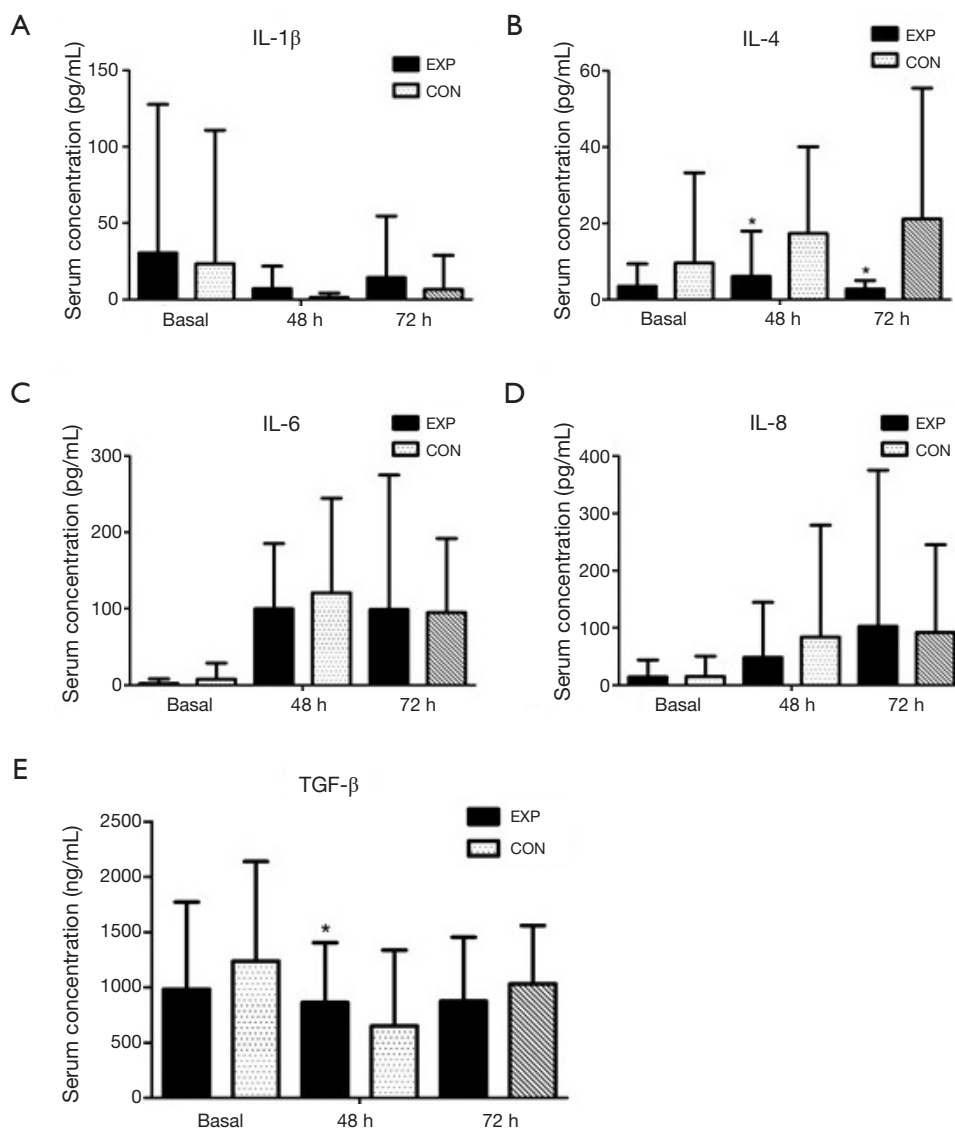 A
IL-1β
EXP
CON
Serum concentration (pg/mL)
150
100
50
0
Basal 48 h 72 h
B
IL-4
EXP
CON
Serum concentration (pg/mL)
60
40
20
0
* *
Basal 48 h 72 h
C
IL-6
EXP
CON
Serum concentration (pg/mL)
300
200
100
0
Basal 48 h 72 h
D
IL-8
EXP
CON
Serum concentration (pg/mL)
400
300
200
100
0
Basal 48 h 72 h
E
TGF-β
EXP
CON
Serum concentration (ng/mL)
2500
2000
1500
1000
500
0
*
Basal 48 h 72 h